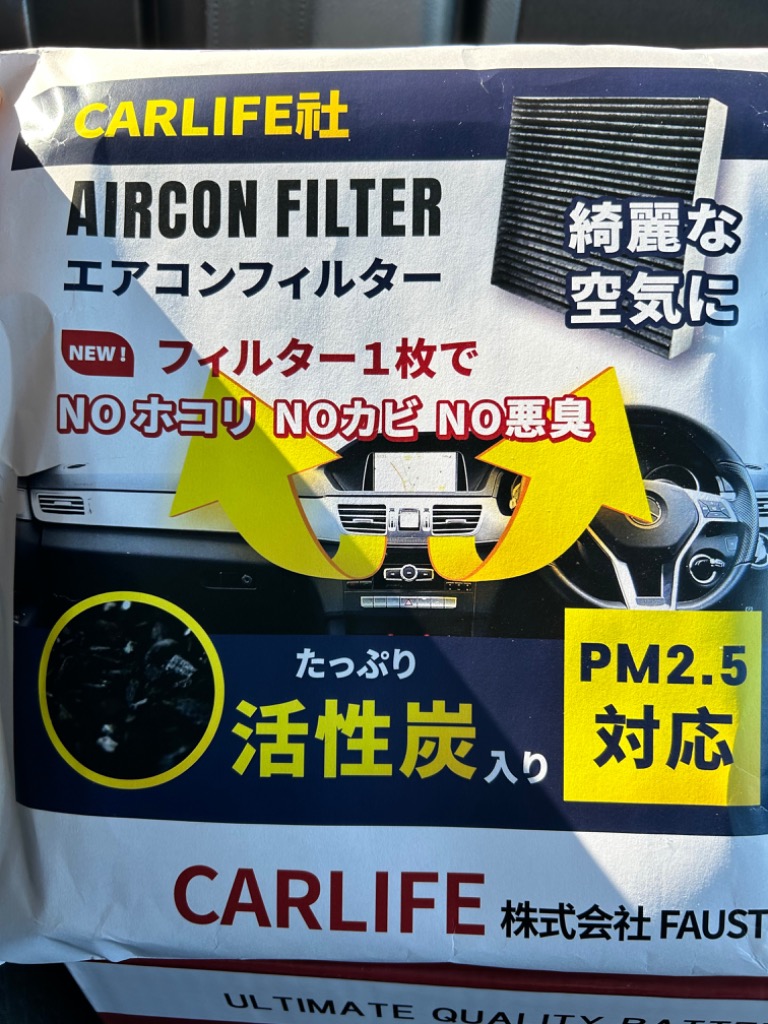 CARLIFE社
AIRCON FILTER
エアコンフィルター
綺麗な
空気に
NEW!
フィルター1枚で
NO ホコリ NOカビ NO悪臭
たっぷり
活性炭入り
PM2.5
対応
CARLIFE 株式会社 FAUST
ULTIMATE QUALITY